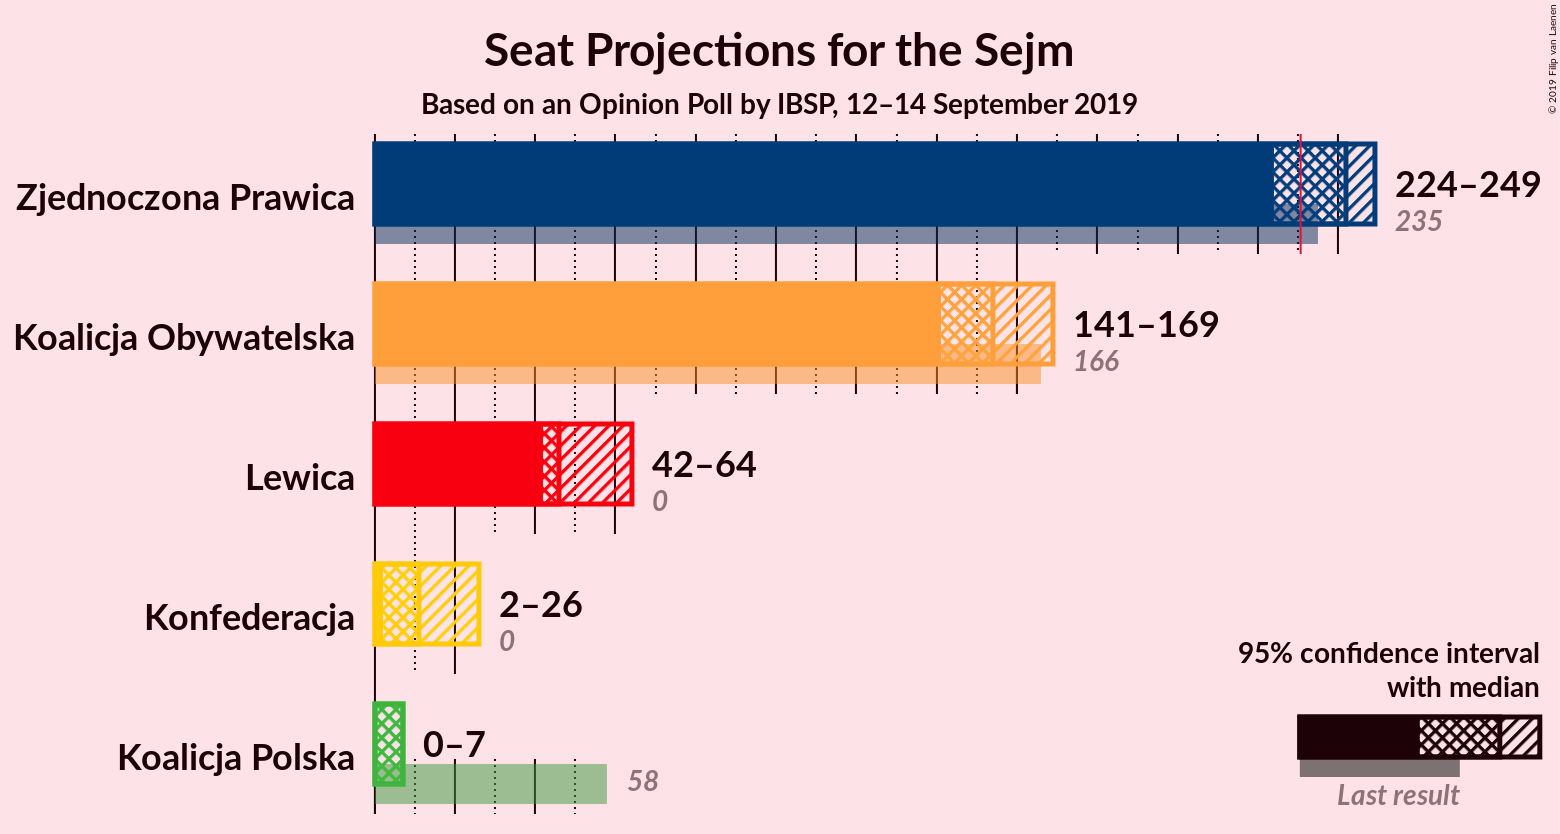 Seat Projections for the Sejm
Based on an Opinion Poll by IBSP, 12–14 September 2019
© 2019 Filip van Laenen
Zjednoczona Prawica
224–249
235
Koalicja Obywatelska
141–169
166
Lewica
42–64
0
Konfederacja
2–26
0
Koalicja Polska
0–7
58
95% confidence interval
with median
Last result